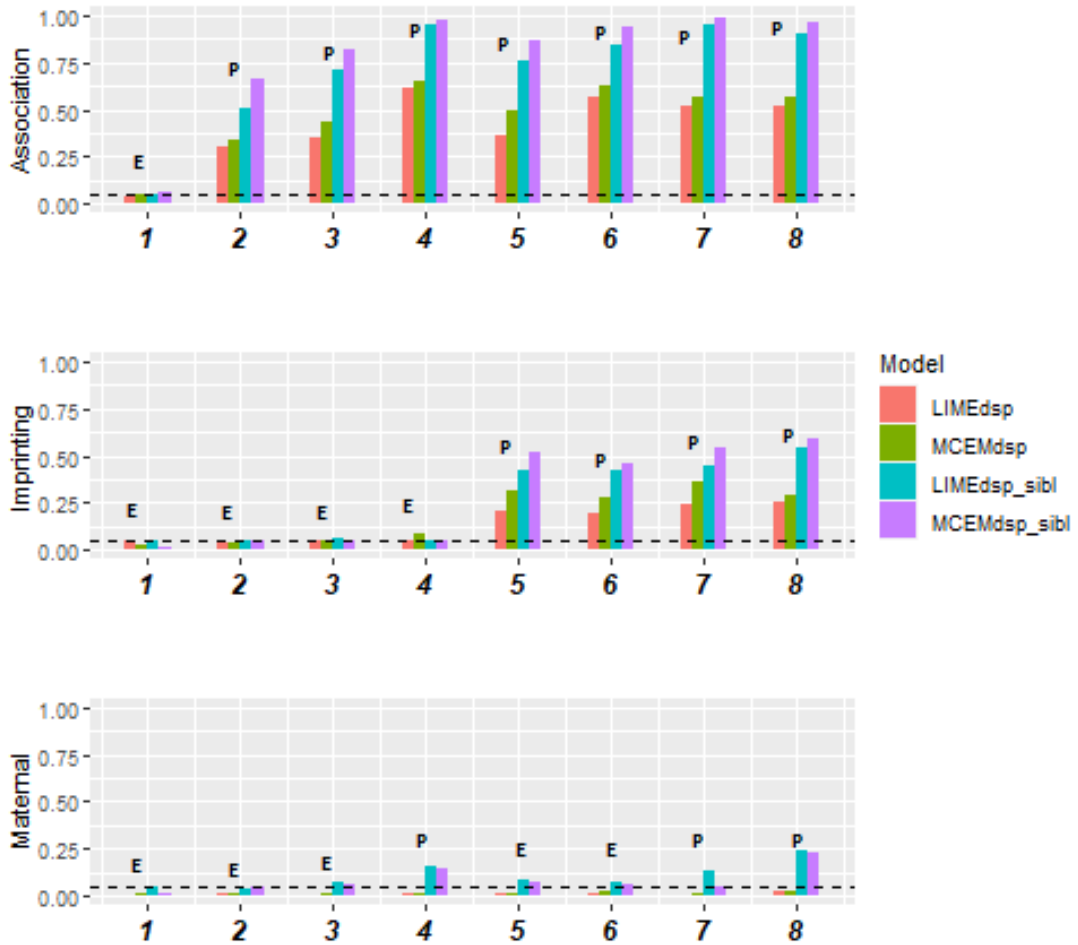 Association
1.00
0.75
0.50
0.25
0.00
E
P
P
P
P
P
P
P
1 2 3 4 5 6 7 8
Imprinting
1.00
0.75
0.50
0.25
0.00
E
E
E
E
P
P
P
P
1 2 3 4 5 6 7 8
Model
LIMEdsp
MCEMdsp
LIMEdsp_sibl
MCEMdsp_sibl
Maternal
1.00
0.75
0.50
0.25
0.00
E
E
E
P
E
E
P
P
1 2 3 4 5 6 7 8